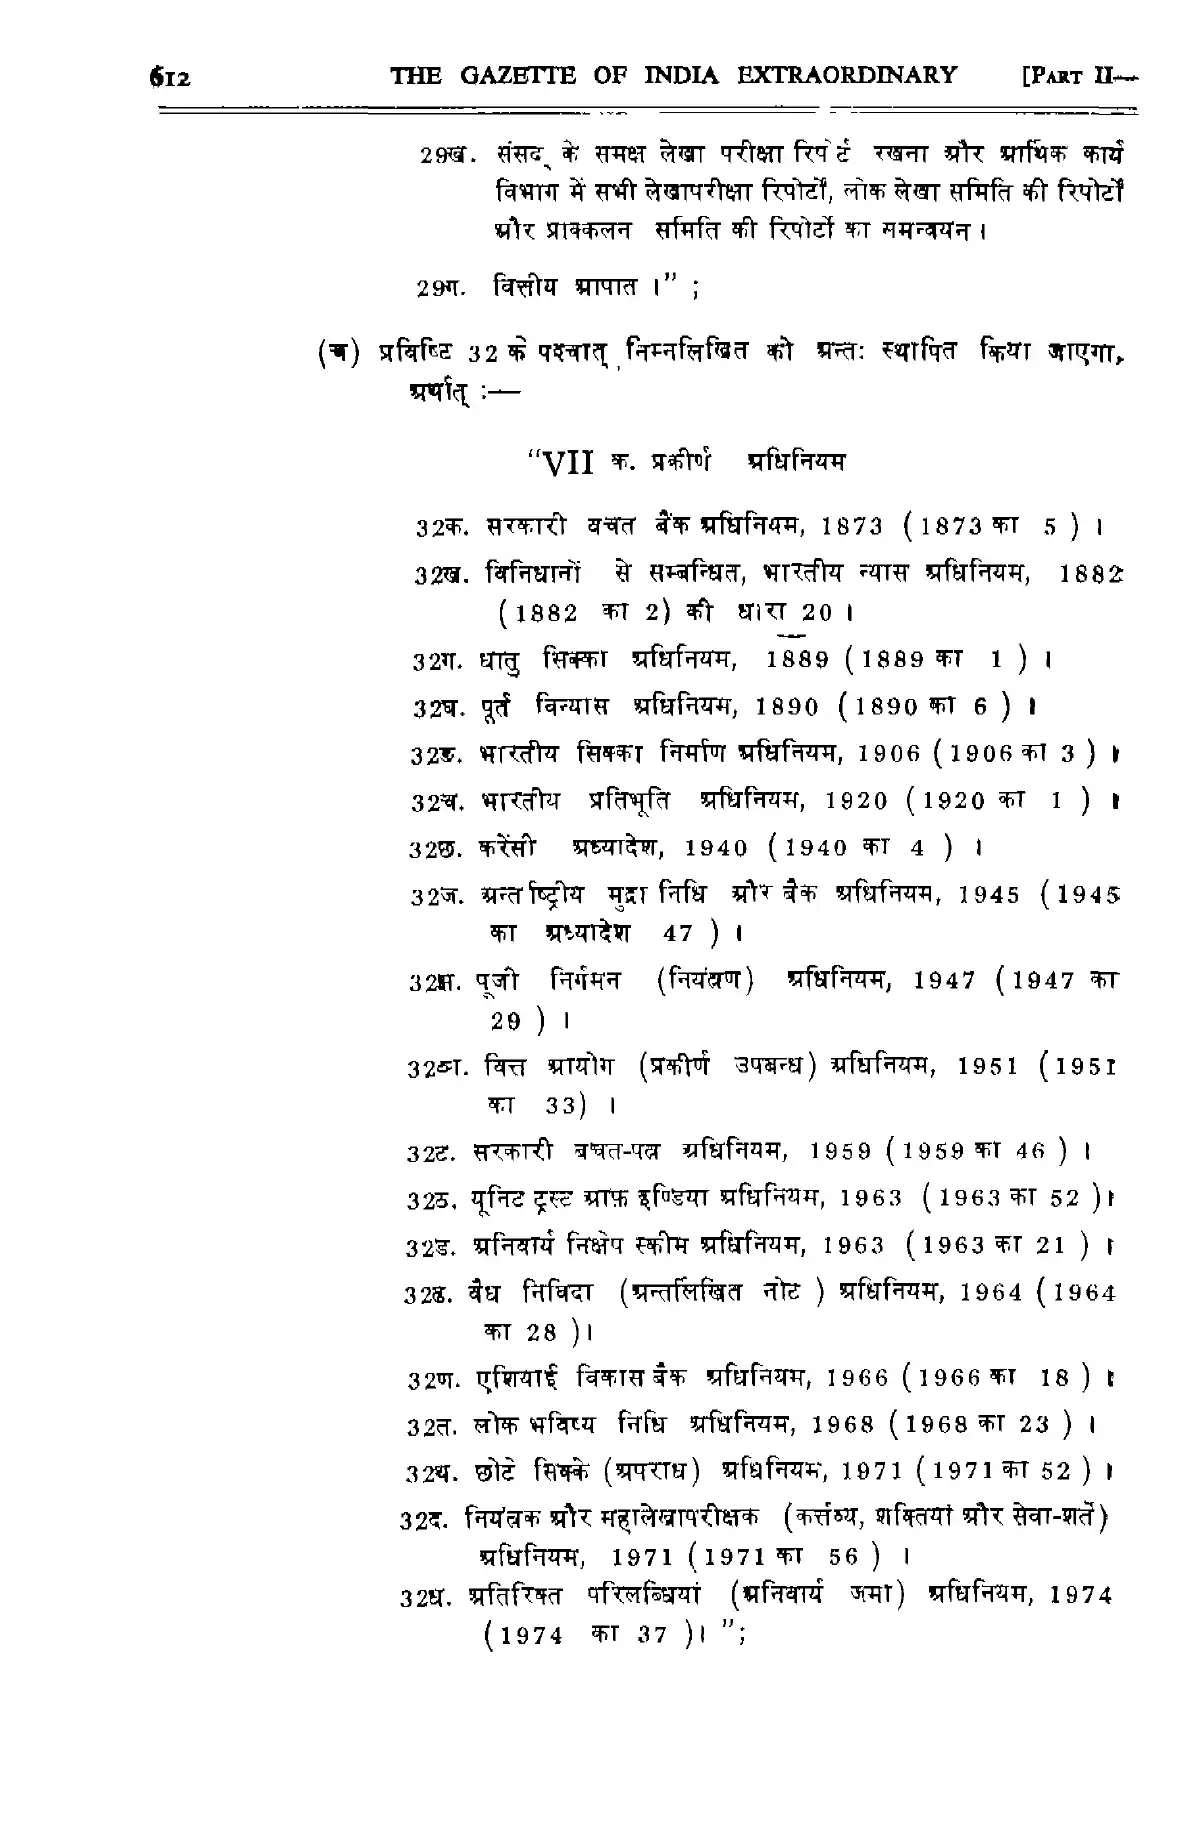 612 THE GAZETTE OF INDIA EXTRAORDINARY [PART II—
29ख. संसद् के समक्ष लेखा परीक्षा रिपोर्ट रखना और आर्थिक कार्य
विभाग में सभी लेखापरीक्षा रिपोर्टों, लोक लेखा समिति की रिपोर्टों
और प्राक्कलन समिति की रिपोर्टों का समन्वयन।
29ग. वित्तीय आपात ।” ;
(च) प्रविष्टि 32 के पश्चात् निम्नलिखित को अन्तः स्थापित किया जाएगा,
अर्थात् :—
“VII क. प्रकीर्ण अधिनियम
32क. सरकारी बचत बैंक अधिनियम, 1873 (1873 का 5) ।
32ख. विनिधानों से सम्बन्धित, भारतीय न्यास अधिनियम, 1882
(1882 का 2) की धारा 20 ।
32ग. धातु सिक्का अधिनियम, 1889 (1889 का 1) ।
32घ. पूर्त विन्यास अधिनियम, 1890 (1890 का 6) ।
32ङ. भारतीय सिक्का निर्माण अधिनियम, 1906 (1906 का 3) ।
32च. भारतीय प्रतिभूति अधिनियम, 1920 (1920 का 1) ।
32छ. करेंसी अध्यादेश, 1940 (1940 का 4) ।
32ज. अन्तर्राष्ट्रीय मुद्रा निधि और बैंक अधिनियम, 1945 (1945
का अध्यादेश 47) ।
32झ. पूंजी निर्गमन (नियंत्रण) अधिनियम, 1947 (1947 का
29) ।
32ञ. वित्त आयोग (प्रकीर्ण उपबन्ध) अधिनियम, 1951 (1951
का 33) ।
32ट. सरकारी बचत-पत्र अधिनियम, 1959 (1959 का 46) ।
32ठ. यूनिट ट्रस्ट आफ़ इण्डिया अधिनियम, 1963 (1963 का 52)।
32ड. अनिवार्य निक्षेप स्कीम अधिनियम, 1963 (1963 का 21) ।
32ढ. वैध निविदा (अन्तर्लिखित नोट) अधिनियम, 1964 (1964
का 28)।
32ण. एशियाई विकास बैंक अधिनियम, 1966 (1966 का 18) ।
32त. लोक भविष्य निधि अधिनियम, 1968 (1968 का 23) ।
32थ. छोटे सिक्के (अपराध) अधिनियम, 1971 (1971 का 52) ।
32द. नियंत्रक और महालेखापरीक्षक (कर्त्तव्य, शक्तियां और सेवा-शर्तें)
अधिनियम, 1971 (1971 का 56) ।
32ध. अतिरिक्त परिलब्धियां (अनिवार्य जमा) अधिनियम, 1974
(1974 का 37)। ”;